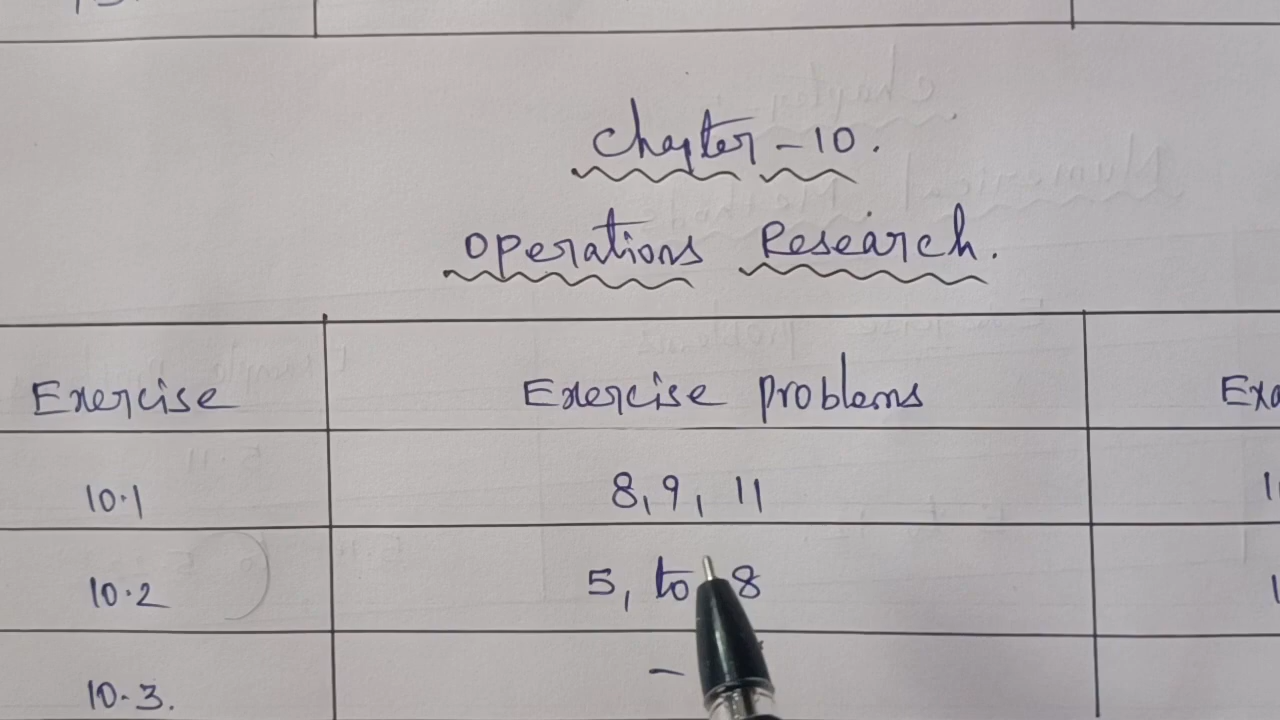 Chapter - 10.
Operations Research.
Exercise Exercise Problems
10.1 8, 9, 11
10.2 5, to 8
10.3. -